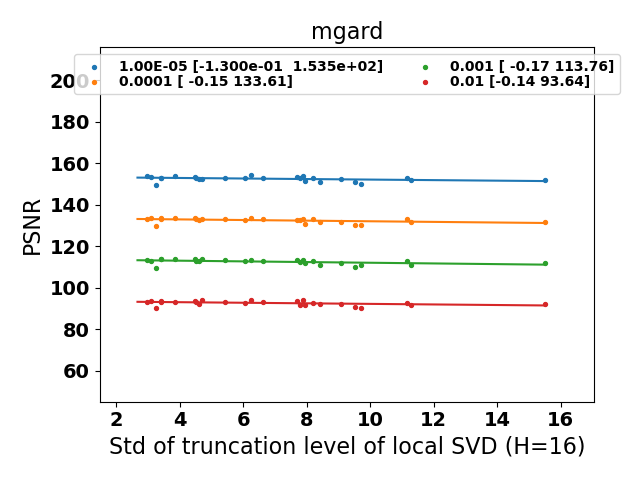 mgard
1.00E-05 [-1.300e-01  1.535e+02]
0.0001 [ -0.15 133.61]
0.001 [ -0.17 113.76]
0.01 [-0.14 93.64]
PSNR
200
180
160
140
120
100
80
60
2 4 6 8 10 12 14 16
Std of truncation level of local SVD (H=16)